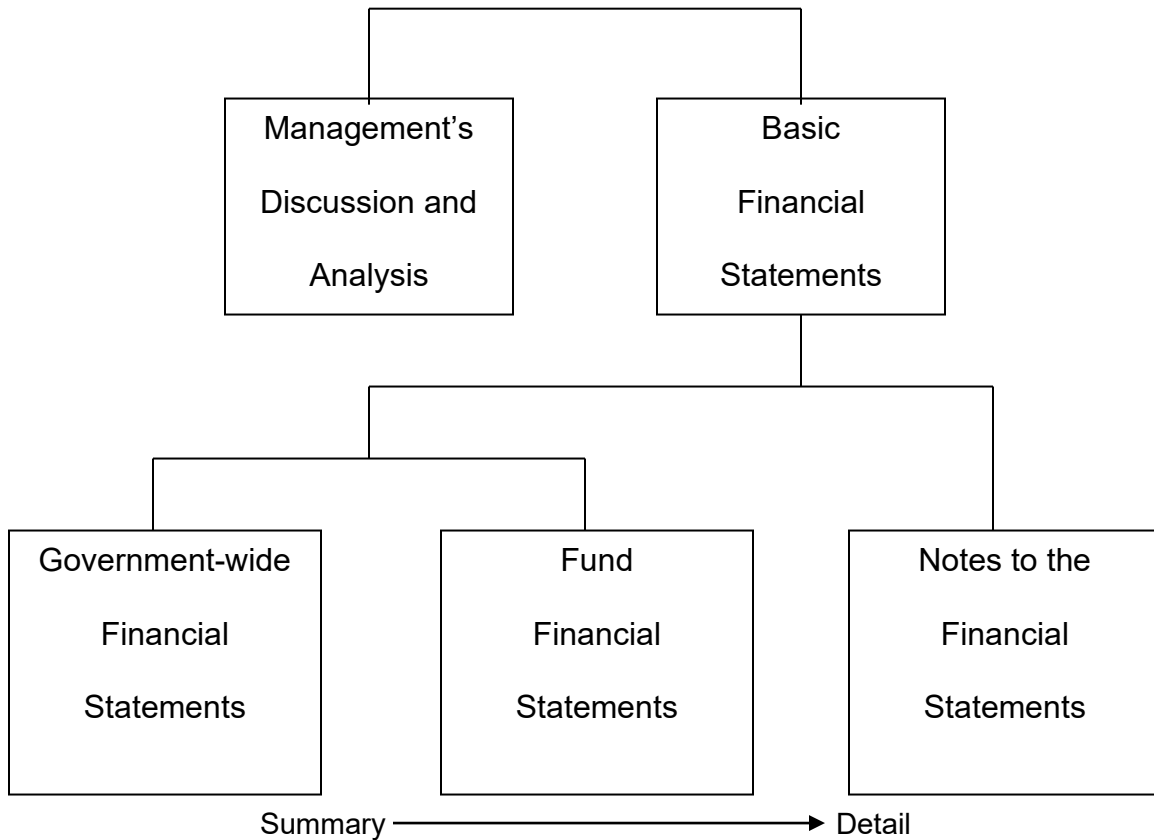 Management’s
Discussion and
Analysis
Basic
Financial
Statements
Government-wide
Financial
Statements
Fund
Financial
Statements
Notes to the
Financial
Statements
Summary
Detail